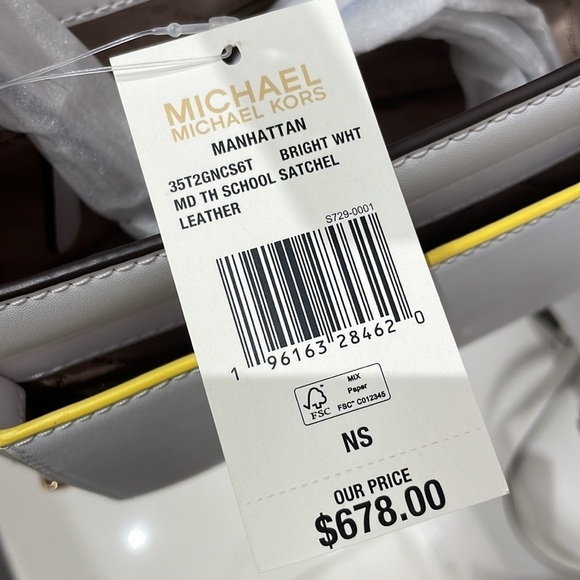 MICHAEL
MICHAEL KORS
MANHATTAN
35T2GNCS6T BRIGHT WHT
MD TH SCHOOL SATCHEL
LEATHER
S729-0001
1 96163 28462 0
FSC
MIX
Paper
FSC™ C012345
NS
OUR PRICE
$678.00